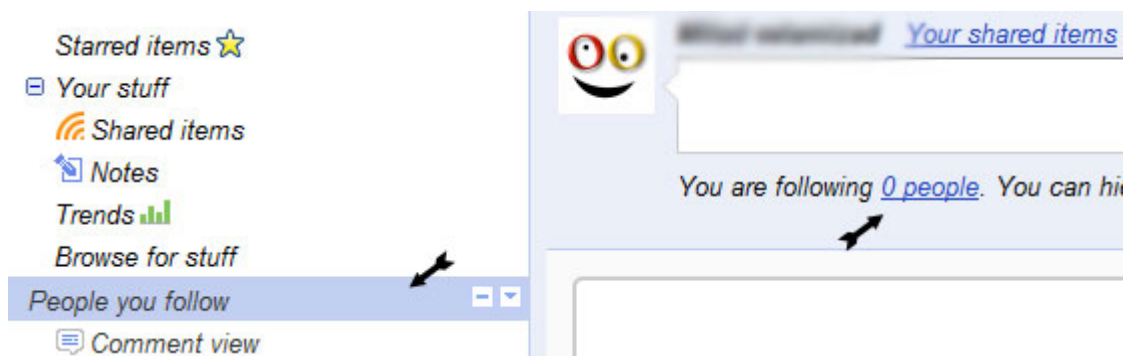 Starred items
Your stuff
Shared items
Notes
Trends
Browse for stuff
People you follow
Comment view
Your shared items
You are following 0 people. You can